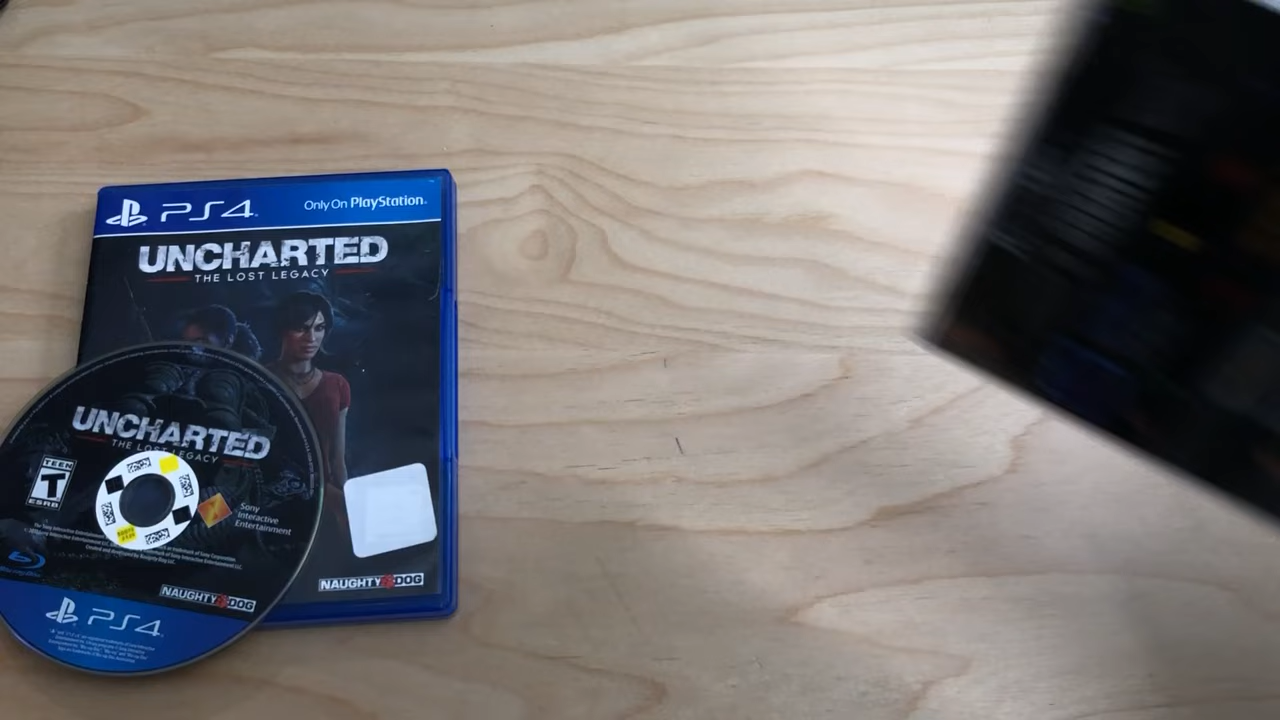 PS4
Only On PlayStation
UNCHARTED
THE LOST LEGACY
NAUGHTY DOG
UNCHARTED
THE LOST LEGACY
TEEN
T
ESRB
Sony
Interactive
Entertainment
NAUGHTY DOG
PS4